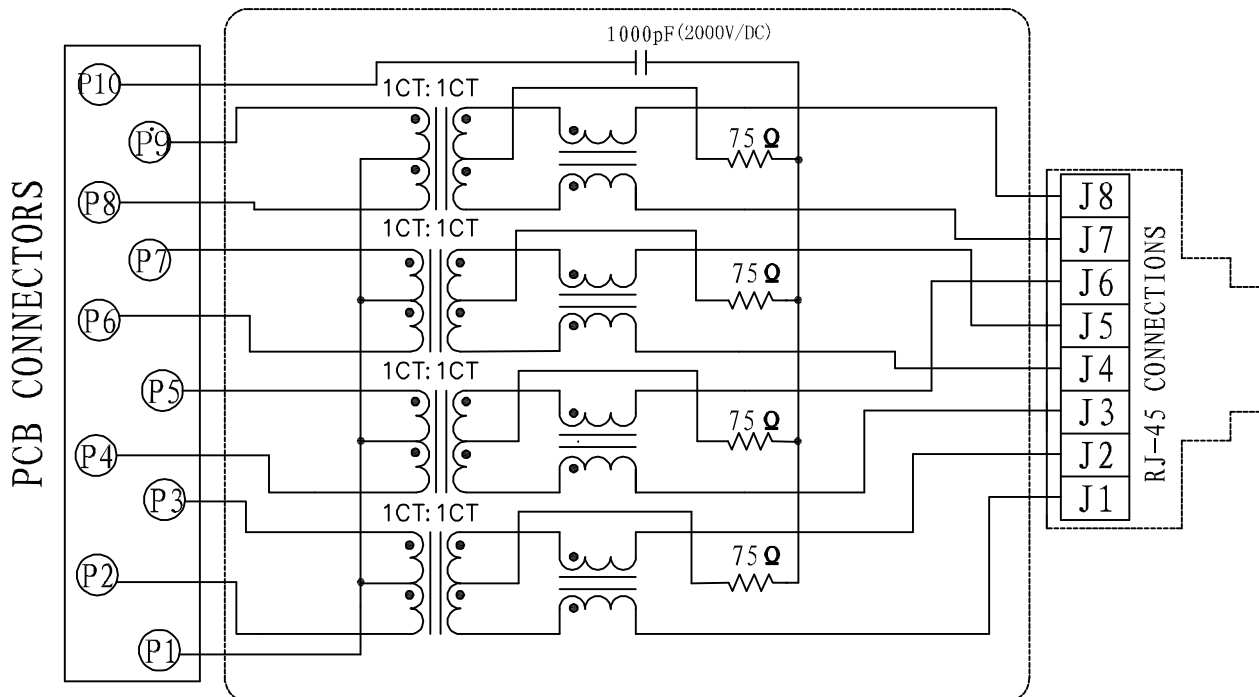 1000pF(2000V/DC)
P10
1CT:1CT
P9
75Ω
P8
J8
1CT:1CT
J7
P7
75Ω
J6
P6
J5
1CT:1CT
J4
P5
J3
75Ω
P4
J2
P3
J1
1CT:1CT
75Ω
P2
P1
PCB CONNECTORS
RJ-45 CONNECTIONS